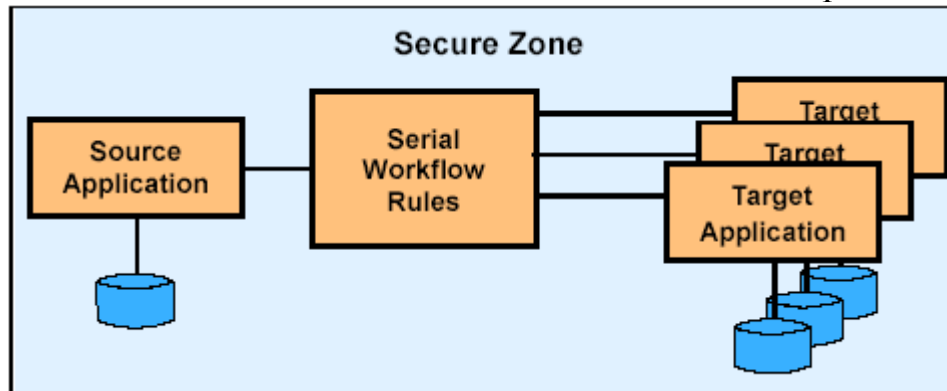 Secure Zone
Source
Application
Serial
Workflow
Rules
Target
Target
Target
Application